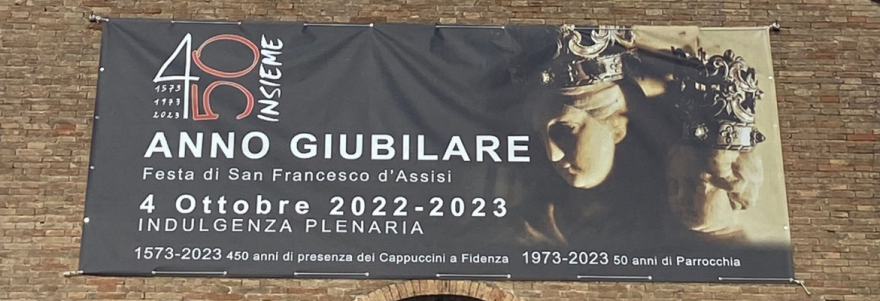 450 INSIEME
1573
1973
2023
ANNO GIUBILARE
Festa di San Francesco d'Assisi
4 Ottobre 2022-2023
INDULGENZA PLENARIA
1573-2023 450 anni di presenza dei Cappuccini a Fidenza 1973-2023 50 anni di Parrocchia